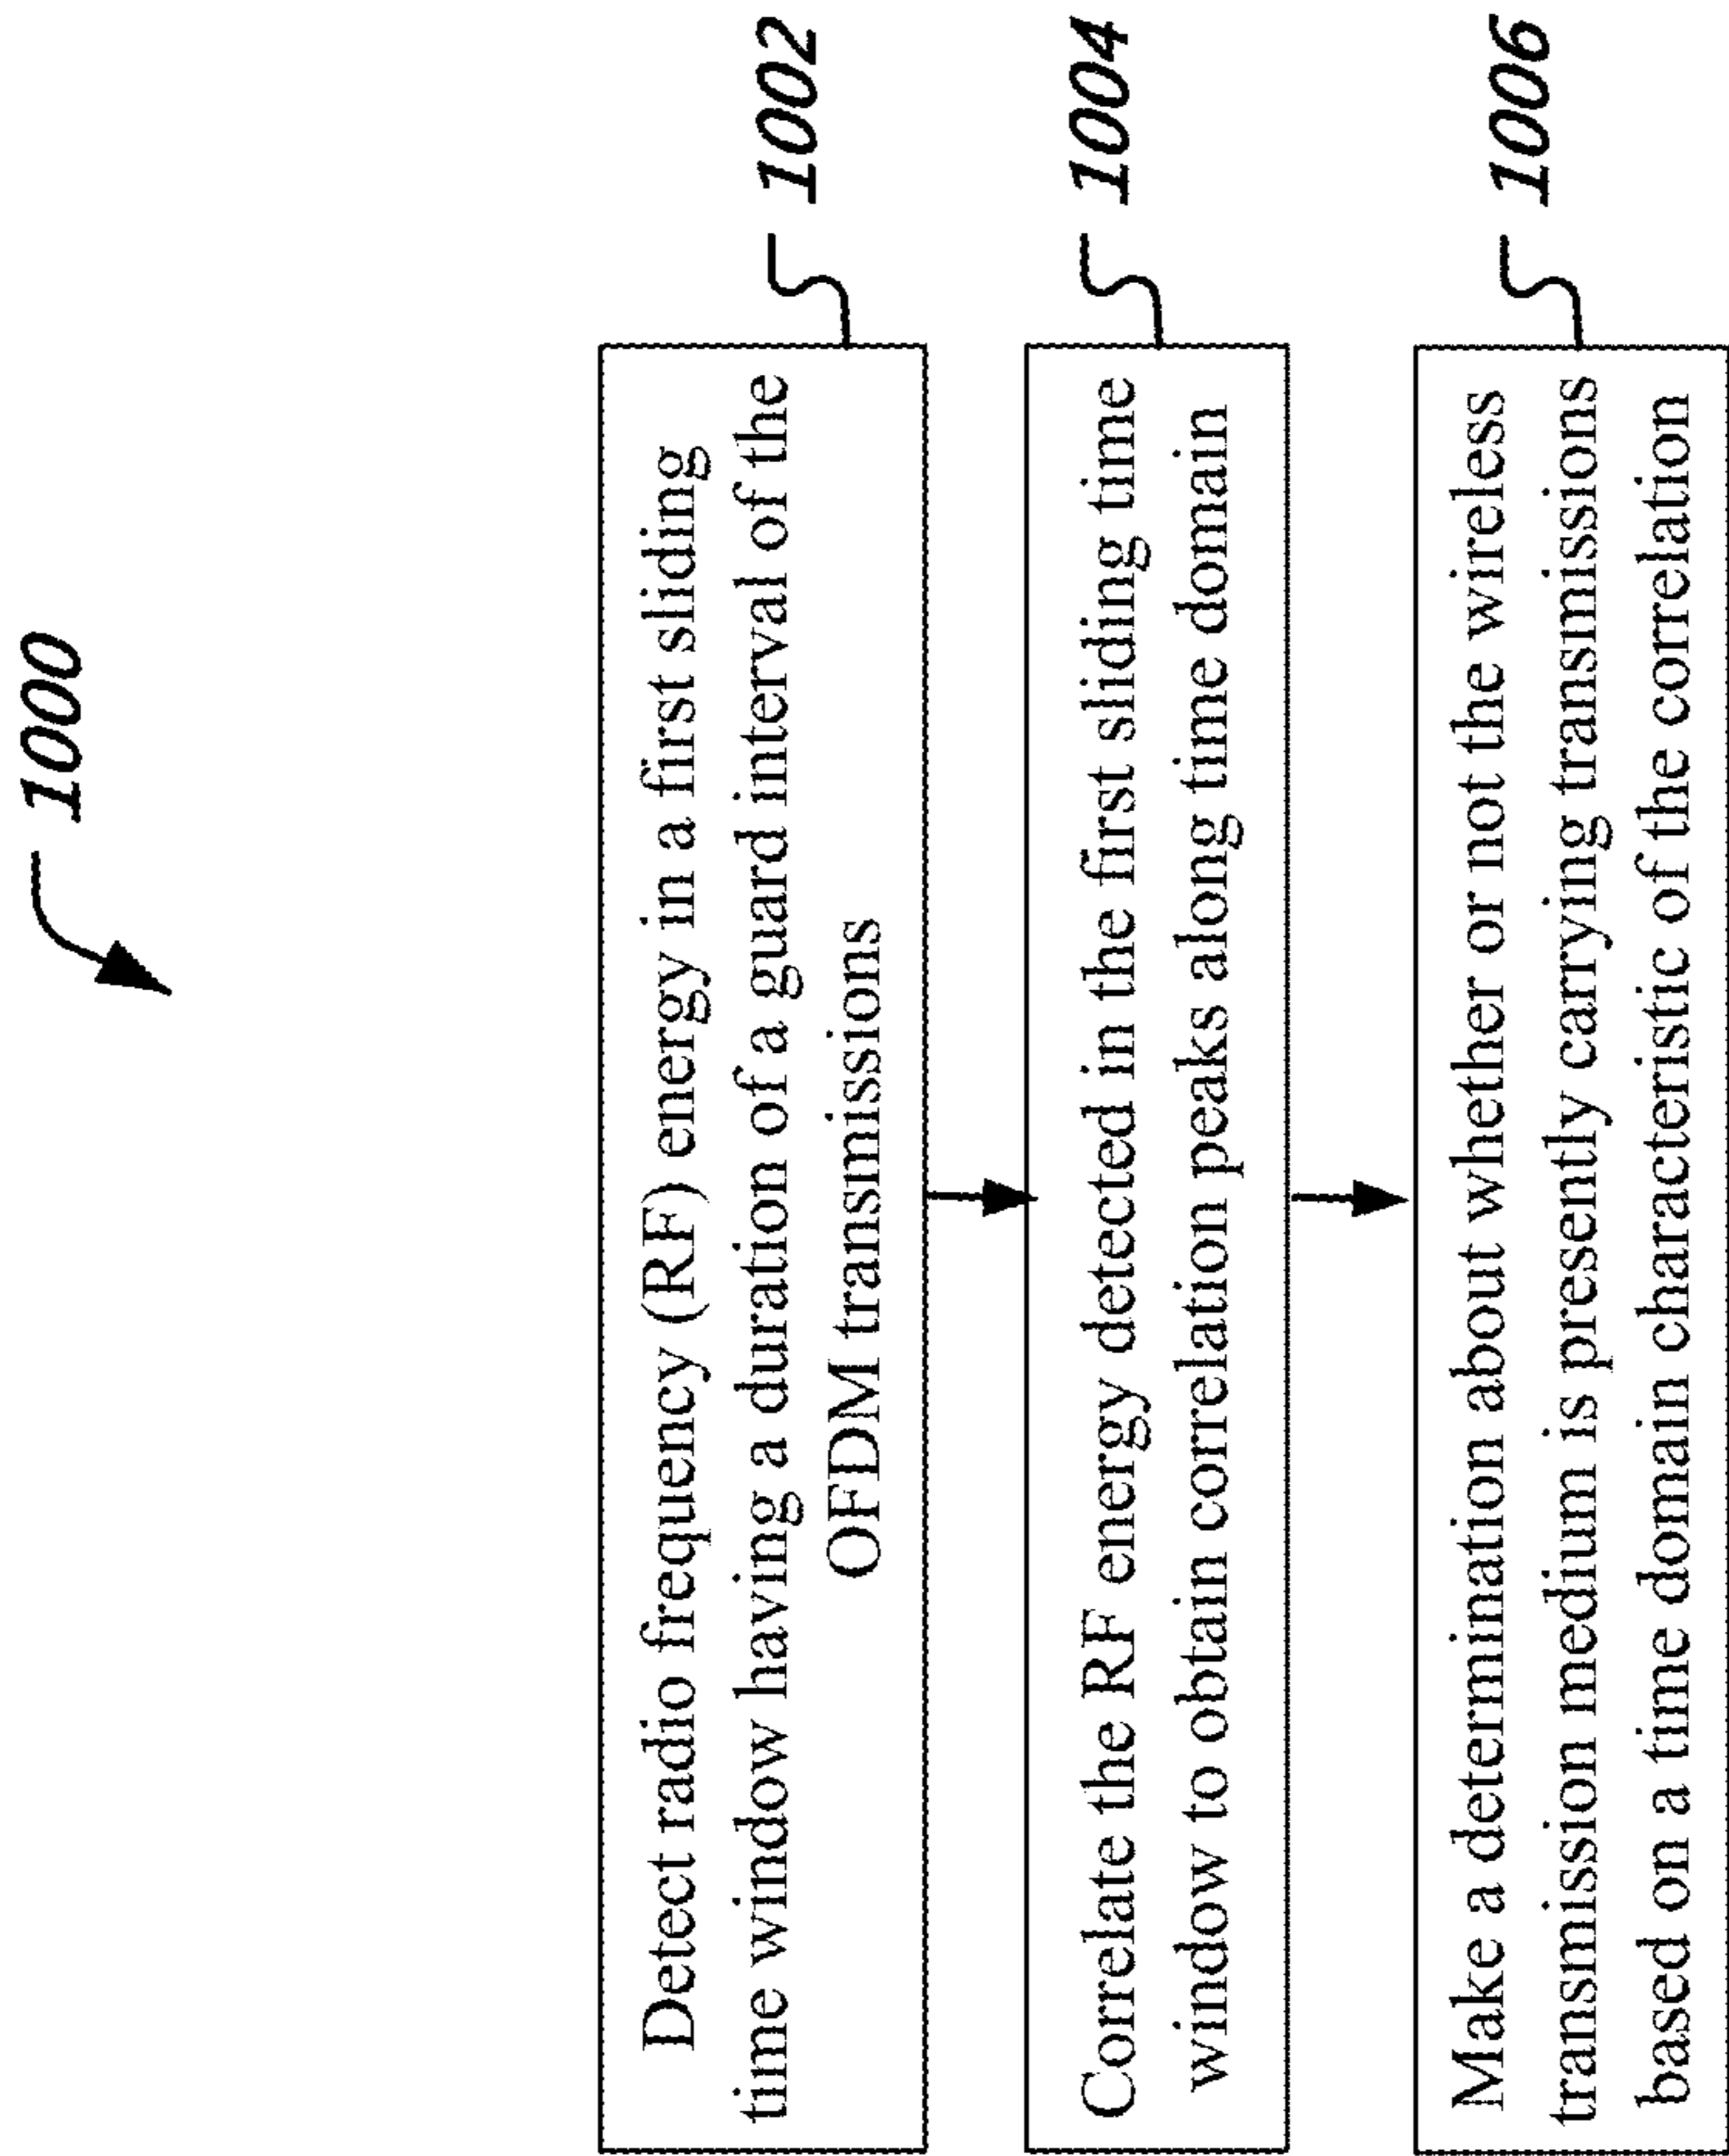 1000
Detect radio frequency (RF) energy in a first sliding
time window having a duration of a guard interval of the
OFDM transmissions
1002
Correlate the RF energy detected in the first sliding time
window to obtain correlation peaks along time domain
1004
Make a determination about whether or not the wireless
transmission medium is presently carrying transmissions
based on a time domain characteristic of the correlation
1006